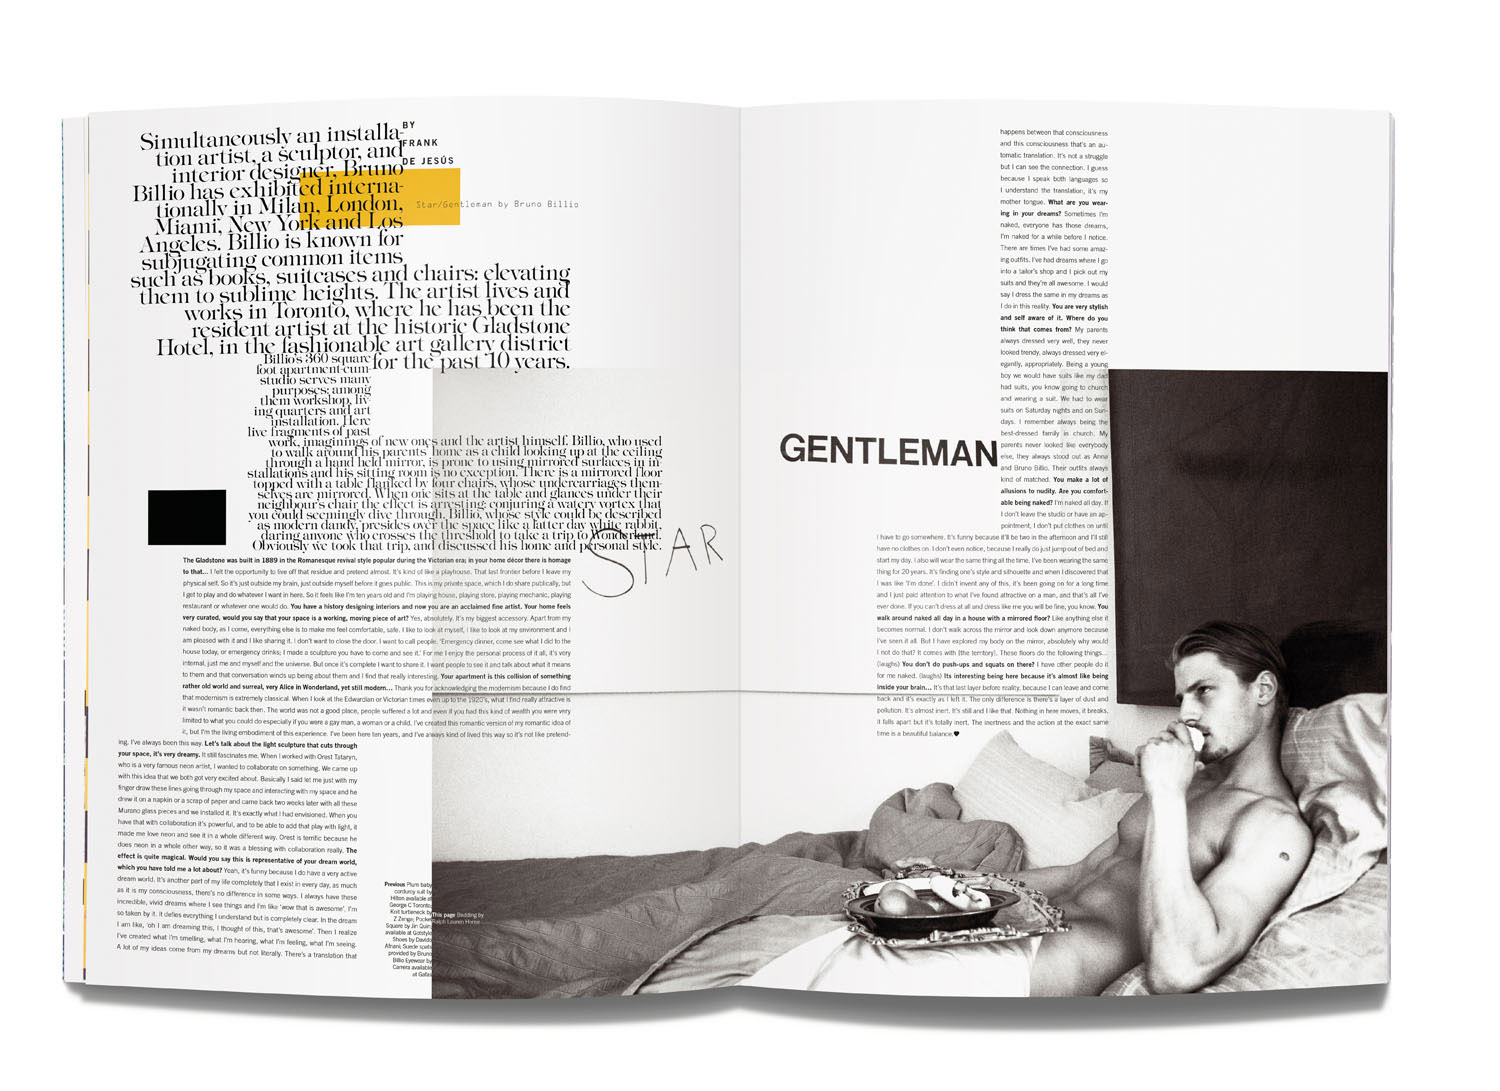 Simultaneously an installa-
tion artist, a sculptor, and
interior designer, Bruno
Billio has exhibited interna-
tionally in Milan, London,
Miami, New York and Los
Angeles. Billio is known for
subjugating common items
such as books, suitcases and chairs: elevating
them to sublime heights. The artist lives and
works in Toronto, where he has been the
resident artist at the historic Gladstone
Hotel, in the fashionable art gallery district
for the past 10 years.
BY
FRANK
DE JESÚS
Star/Gentleman by Bruno Billio
Billio's 360 square
foot apartment-cum-
studio serves many
purposes; among
them workshop, liv-
ing quarters and art
installation. Here
live fragments of past
work, imaginings of new ones and the artist himself. Billio, who used
to walk around his parents' home as a child looking up at the ceiling
through a hand held mirror, is prone to using mirrored surfaces in in-
stallations and his sitting room is no exception. There is a mirrored floor
topped with a table flanked by four chairs, whose undercarriages them-
selves are mirrored. When one sits at the table and glances under their
neighbour's chair the effect is arresting: conjuring a watery vortex that
you could seemingly dive through. Billio, whose style could be described
as modern dandy, presides over the space like a latter day white rabbit,
daring anyone who crosses the threshold to take a trip to Wonderland.
Obviously we took that trip, and discussed his home and personal style.
STAR
GENTLEMAN
The Gladstone was built in 1889 in the Romanesque revival style popular during the Victorian era; in your home décor there is homage
to that... I felt the opportunity to live off that residue and pretend almost. It's kind of like a playhouse. That last frontier before I leave my
physical self. So it's just outside my brain, just outside myself before it goes public. This is my private space, which I do share publically, but
I get to play and do whatever I want in here. So it feels like I'm ten years old and I'm playing house, playing store, playing mechanic, playing
restaurant or whatever one would do. You have a history designing interiors and now you are an acclaimed fine artist. Your home feels
very curated, would you say that your space is a working, moving piece of art? Yes, absolutely. It's my biggest accessory. Apart from my
naked body, as I come, everything else is to make me feel comfortable, safe. I like to look at myself, I like to look at my environment and I
am pleased with it and I like sharing it. I don't want to close the door. I want to call people, 'Emergency dinner, come see what I did to the
house today, or emergency drinks; I made a sculpture you have to come and see it.' For me I enjoy the personal process of it all, it's very
internal, just me and myself and the universe. But once it's complete I want to share it. I want people to see it and talk about what it means
to them and that conversation winds up being about them and I find that really interesting. Your apartment is this collision of something
rather old world and surreal, very Alice in Wonderland, yet still modern... Thank you for acknowledging the modernism because I do find
that modernism is extremely classical. When I look at the Edwardian or Victorian times even up to the 1920's, what I find really attractive is
it wasn't romantic back then. The world was not a good place, people suffered a lot and even if you had this kind of wealth you were very
limited to what you could do especially if you were a gay man, a woman or a child. I've created this romantic version of my romantic idea of
it, but I'm the living embodiment of this experience. I've been here ten years, and I've always kind of lived this way so it's not like pretend-
ing. I've always been this way. Let's talk about the light sculpture that cuts through
your space, it's very dreamy. It still fascinates me. When I worked with Orest Tataryn,
who is a very famous neon artist, I wanted to collaborate on something. We came up
with this idea that we both got very excited about. Basically I said let me just with my
finger draw these lines going through my space and interacting with my space and he
drew it on a napkin or a scrap of paper and came back two weeks later with all these
Murano glass pieces and we installed it. It's exactly what I had envisioned. When you
have that with collaboration it's powerful, and to be able to add that play with light, it
made me love neon and see it in a whole different way. Orest is terrific because he
does neon in a whole other way, so it was a blessing with collaboration really. The
effect is quite magical. Would you say this is representative of your dream world,
which you have told me a lot about? Yeah, it's funny because I do have a very active
dream world. It's another part of my life completely that I exist in every day, as much
as it is my consciousness, there's no difference in some ways. I always have these
incredible, vivid dreams where I see things and I'm like 'wow that is awesome', I'm
so taken by it. It defies everything I understand but is completely clear. In the dream
I am like, 'oh I am dreaming this, I thought of this, that's awesome'. Then I realize
I've created what I'm smelling, what I'm hearing, what I'm feeling, what I'm seeing.
A lot of my ideas come from my dreams but not literally. There's a translation that
Previous Plum baby
corduroy suit by
Hilton available at
George C Toronto;
Knit turtleneck by
Z Zenga; Pocket
Square by Jin Quin,
available at Gotstyle
Shoes by Davido
Afnani; Suede spats
provided by Bruno
Billio Eyewear by
Carrera available
at Gafas
This page Bedding by
Ralph Lauren Home
happens between that consciousness
and this consciousness that's an au-
tomatic translation. It's not a struggle
but I can see the connection. I guess
because I speak both languages so
I understand the translation, it's my
mother tongue. What are you wear-
ing in your dreams? Sometimes I'm
naked, everyone has those dreams,
I'm naked for a while before I notice.
There are times I've had some amaz-
ing outfits. I've had dreams where I go
into a tailor's shop and I pick out my
suits and they're all awesome. I would
say I dress the same in my dreams as
I do in this reality. You are very stylish
and self aware of it. Where do you
think that comes from? My parents
always dressed very well, they never
looked trendy, always dressed very el-
egantly, appropriately. Being a young
boy we would have suits like my dad
had suits, you know going to church
and wearing a suit. We had to wear
suits on Saturday nights and on Sun-
days. I remember always being the
best-dressed family in church. My
parents never looked like everybody
else, they always stood out as Anna
and Bruno Billio. Their outfits always
kind of matched. You make a lot of
allusions to nudity. Are you comfort-
able being naked? I'm naked all day. If
I don't leave the studio or have an ap-
pointment, I don't put clothes on until
I have to go somewhere. It's funny because it'll be two in the afternoon and I'll still
have no clothes on. I don't even notice, because I really do just jump out of bed and
start my day. I also will wear the same thing all the time. I've been wearing the same
thing for 20 years. It's finding one's style and silhouette and when I discovered that
I was like 'I'm done'. I didn't invent any of this, it's been going on for a long time
and I just paid attention to what I've found attractive on a man, and that's all I've
ever done. If you can't dress at all and dress like me you will be fine, you know. You
walk around naked all day in a house with a mirrored floor? Like anything else it
becomes normal. I don't walk across the mirror and look down anymore because
I've seen it all. But I have explored my body on the mirror, absolutely why would
I not do that? It comes with (the territory). These floors do the following things...
(laughs) You don't do push-ups and squats on there? I have other people do it
for me naked. (laughs) Its interesting being here because it's almost like being
inside your brain... It's that last layer before reality, because I can leave and come
back and it's exactly as I left it. The only difference is there's a layer of dust and
pollution. It's almost inert. It's still and I like that. Nothing in here moves, it breaks,
it falls apart but it's totally inert. The inertness and the action at the exact same
time is a beautiful balance.♥